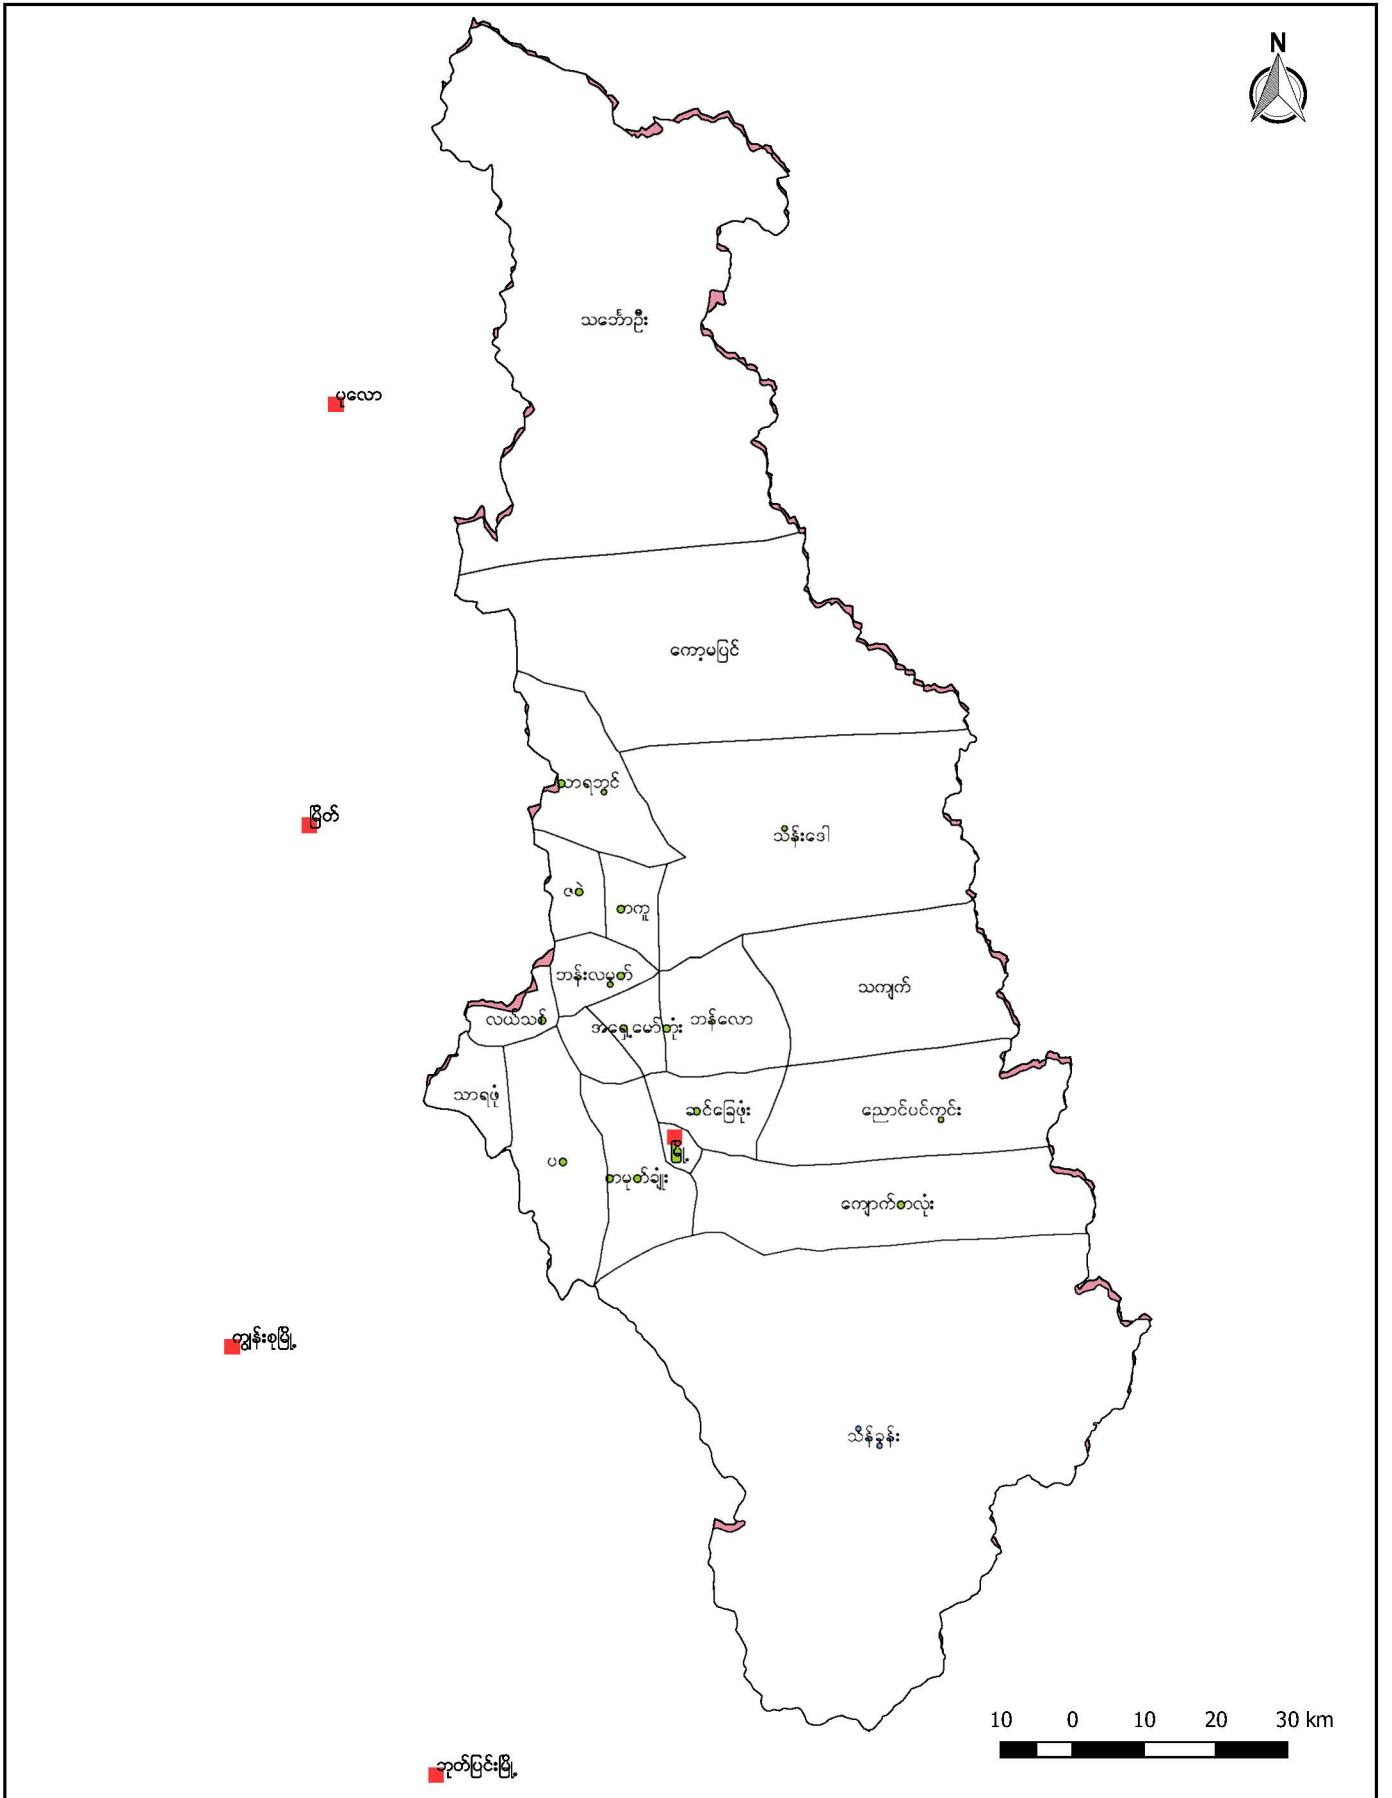 N
သင်္ဘောဦး
ပုလော
ကော့မပြင်
သာရဘွင်
မြိတ်
သိန်းဒေါ
ဇဝဲ
တကူ
ဘန်းလမွတ်
သကျက်
လယ်သစ်
အရှေ့မော်တုံး
ဘန်လော
သာရဖုံ
ဆင်ခြေဖုံး
ညောင်ပင်ကွင်း
မြို့
ပဝ
တမုတ်ချုံး
ကျောက်တလုံး
ကျွန်းစုမြို့
သိန်ခွန်း
10 0 10 20 30 km
ဘုတ်ပြင်းမြို့